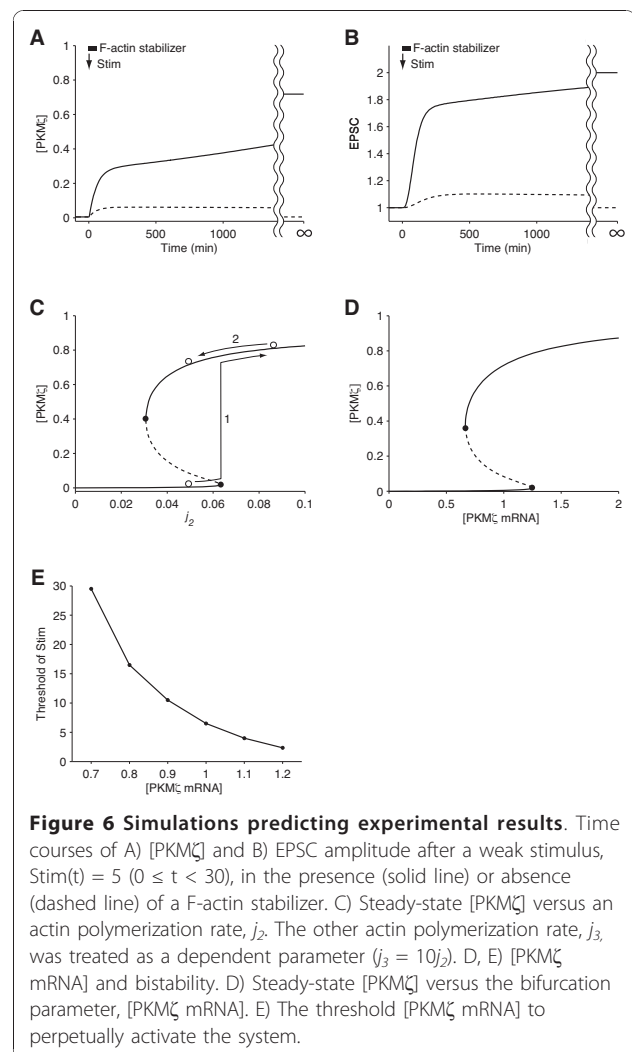 A
F-actin stabilizer
Stim
1
0.8
0.6
0.4
0.2
0
[PKMζ]
0
500
1000
∞
Time (min)
B
F-actin stabilizer
Stim
2
1.8
1.6
1.4
1.2
1
EPSC
0
500
1000
∞
Time (min)
C
1
0.8
0.6
0.4
0.2
0
[PKMζ]
2
1
0
0.02
0.04
0.06
0.08
0.1
j2
D
1
0.8
0.6
0.4
0.2
0
[PKMζ]
0
0.5
1
1.5
2
[PKMζ mRNA]
E
30
25
20
15
10
5
0
Threshold of Stim
0.7
0.8
0.9
1
1.1
1.2
[PKMζ mRNA]
Figure 6 Simulations predicting experimental results. Time
courses of A) [PKMζ] and B) EPSC amplitude after a weak stimulus,
Stim(t) = 5 (0 ≤ t < 30), in the presence (solid line) or absence
(dashed line) of a F-actin stabilizer. C) Steady-state [PKMζ] versus an
actin polymerization rate, j2. The other actin polymerization rate, j3,
was treated as a dependent parameter (j3 = 10j2). D, E) [PKMζ
mRNA] and bistability. D) Steady-state [PKMζ] versus the bifurcation
parameter, [PKMζ mRNA]. E) The threshold [PKMζ mRNA] to
perpetually activate the system.